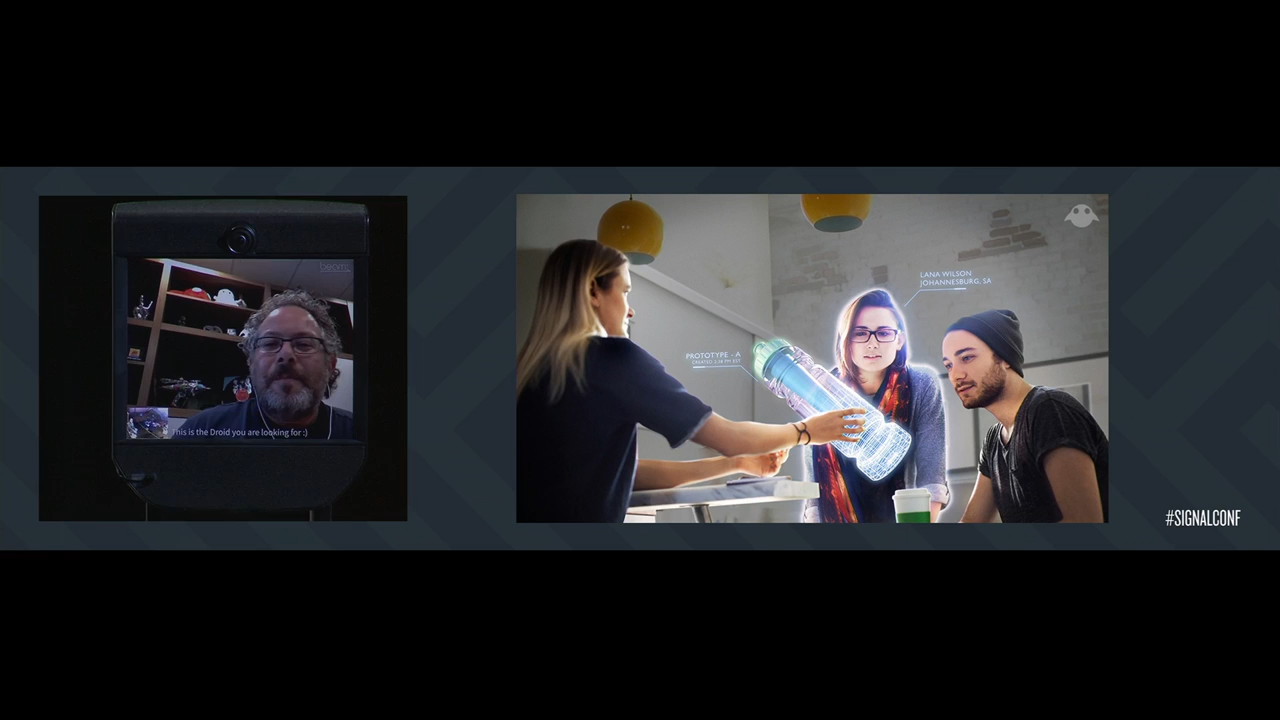 beam
This is the Droid you are looking for :)
LANA WILSON
JOHANNESBURG, SA
PROTOTYPE - A
#SIGNALCONF